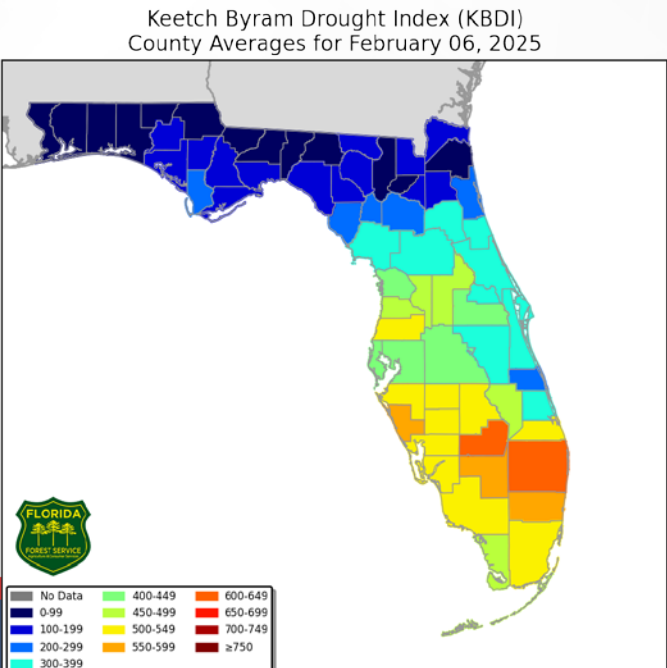 Keetch Byram Drought Index (KBDI)
County Averages for February 06, 2025
FLORIDA
FOREST SERVICE
No Data
0-99
100-199
200-299
300-399
400-449
450-499
500-549
550-599
600-649
650-699
700-749
≥750